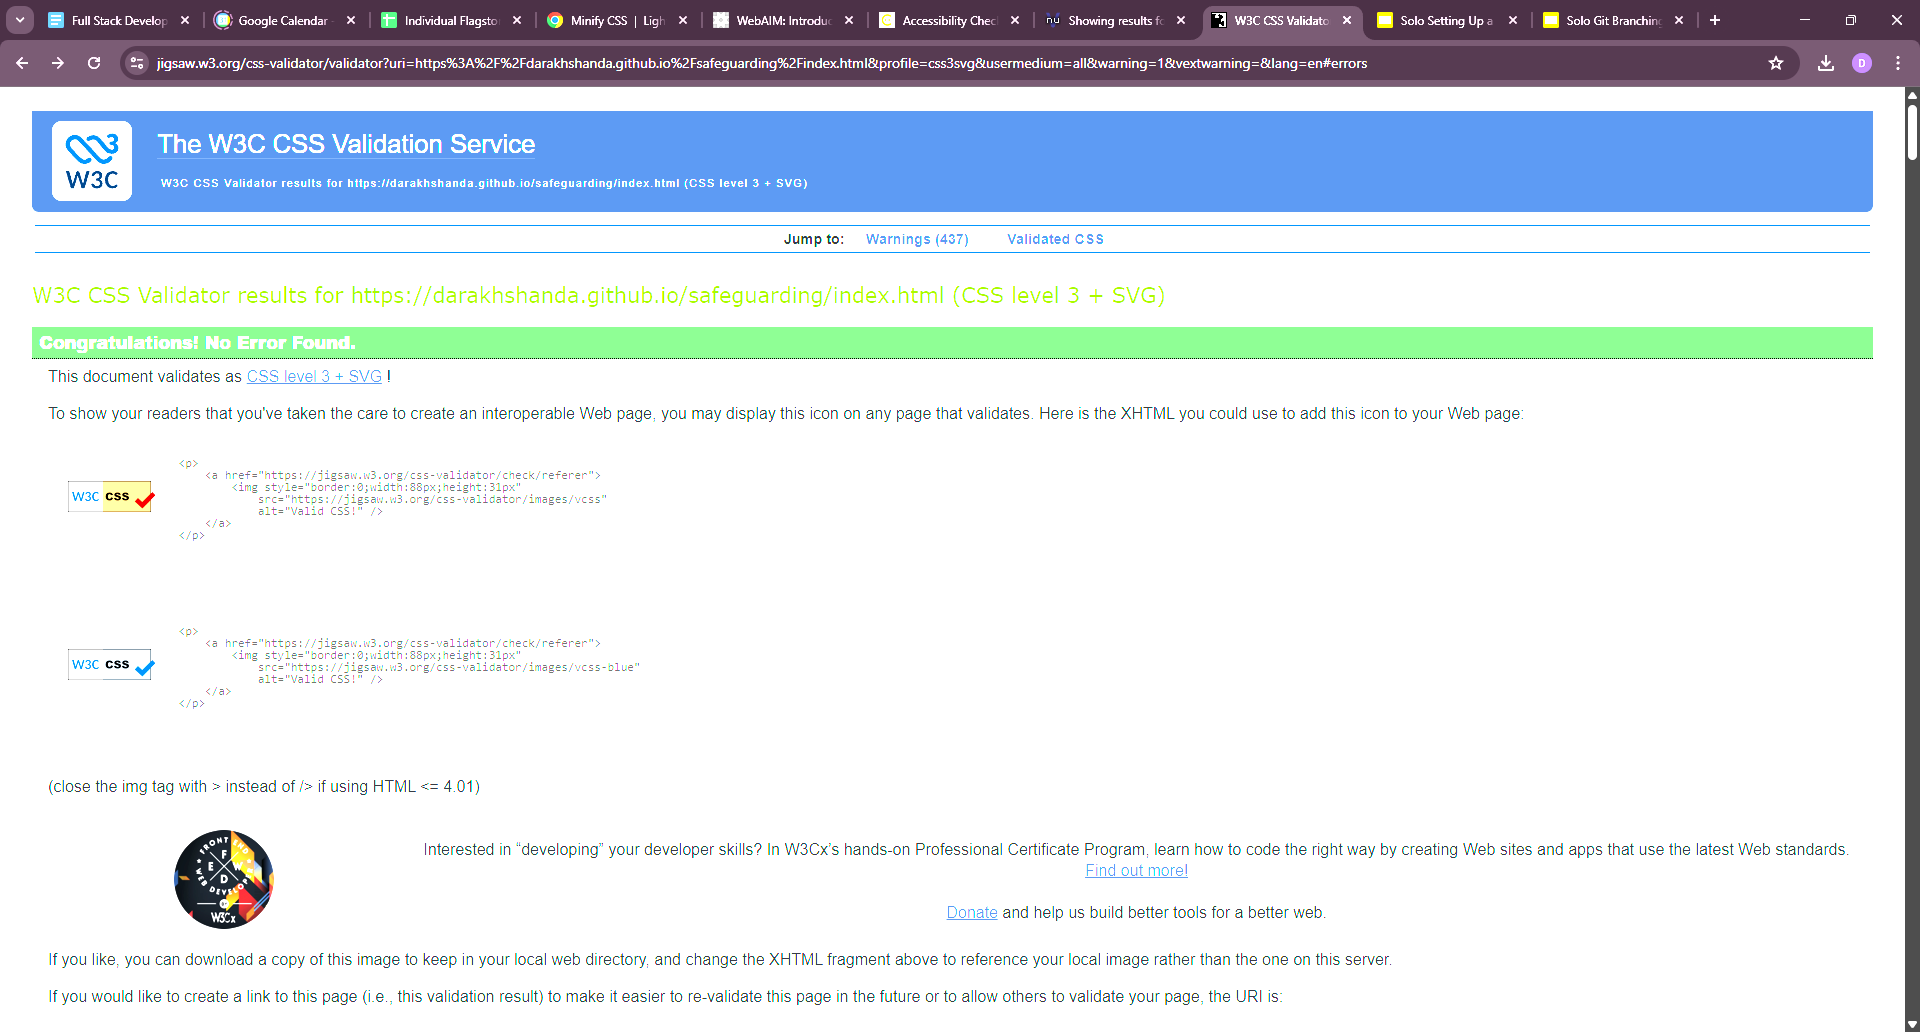 Full Stack Develop
Google Calendar -
Individual Flagsto
Minify CSS | Ligh
WebAIM: Introduc
Accessibility Chec
Showing results fo
W3C CSS Validato
Solo Setting Up a
Solo Git Branching
jigsaw.w3.org/css-validator/validator?uri=https%3A%2F%2Fdarakhshanda.github.io%2Fsafeguarding%2Findex.html&profile=css3svg&usermedium=all&warning=1&vextwarning=&lang=en#errors
D
W3C
The W3C CSS Validation Service
W3C CSS Validator results for https://darakhshanda.github.io/safeguarding/index.html (CSS level 3 + SVG)
Jump to: Warnings (437) Validated CSS
W3C CSS Validator results for https://darakhshanda.github.io/safeguarding/index.html (CSS level 3 + SVG)
Congratulations! No Error Found.
This document validates as CSS level 3 + SVG !
To show your readers that you've taken the care to create an interoperable Web page, you may display this icon on any page that validates. Here is the XHTML you could use to add this icon to your Web page:
W3C css
<p>
<a href="https://jigsaw.w3.org/css-validator/check/referer">
<img style="border:0;width:88px;height:31px"
src="https://jigsaw.w3.org/css-validator/images/vcss"
alt="Valid CSS!" />
</a>
</p>
W3C css
<p>
<a href="https://jigsaw.w3.org/css-validator/check/referer">
<img style="border:0;width:88px;height:31px"
src="https://jigsaw.w3.org/css-validator/images/vcss-blue"
alt="Valid CSS!" />
</a>
</p>
(close the img tag with > instead of /> if using HTML <= 4.01)
FRONT END
F
E
D
WEB DEVELOP
W3Cx
Interested in “developing” your developer skills? In W3Cx’s hands-on Professional Certificate Program, learn how to code the right way by creating Web sites and apps that use the latest Web standards.
Find out more!
Donate and help us build better tools for a better web.
If you like, you can download a copy of this image to keep in your local web directory, and change the XHTML fragment above to reference your local image rather than the one on this server.
If you would like to create a link to this page (i.e., this validation result) to make it easier to re-validate this page in the future or to allow others to validate your page, the URI is: